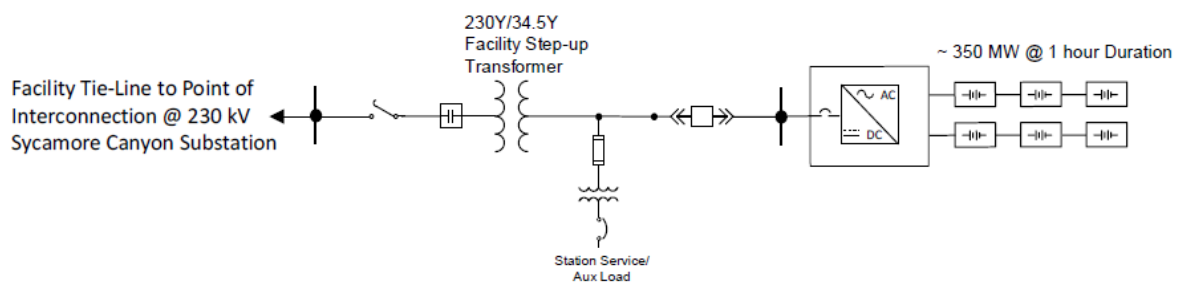 230Y/34.5Y
Facility Step-up
Transformer
~ 350 MW @ 1 hour Duration
Facility Tie-Line to Point of
Interconnection @ 230 kV
Sycamore Canyon Substation
AC
DC
Station Service/
Aux Load